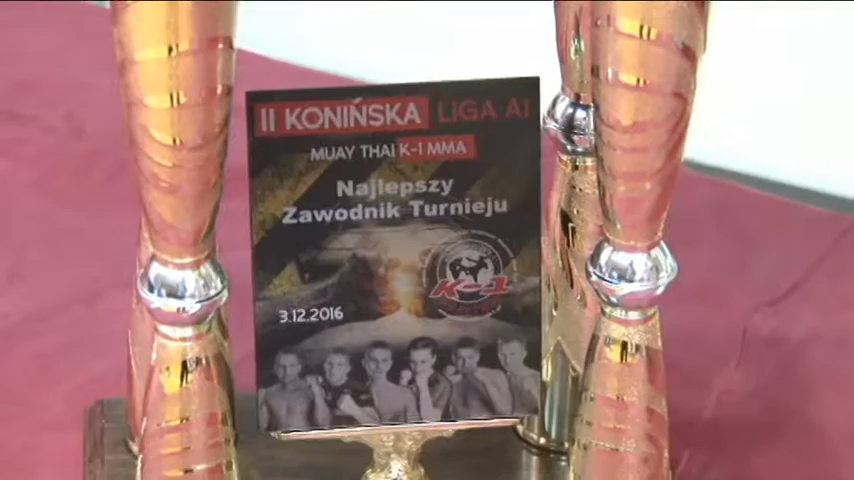 II KONIŃSKA LIGA A1
MUAY THAI K-1 MMA
Najlepszy
Zawodnik Turnieju
K-1
3.12.2016